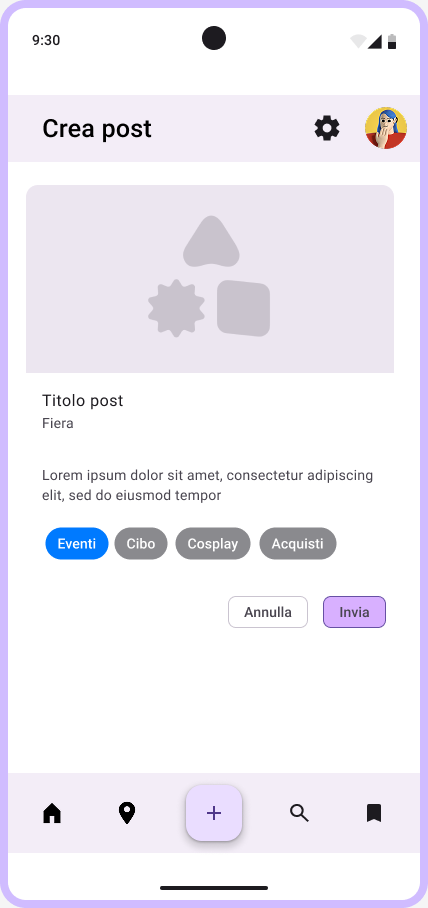 9:30
Crea post
Titolo post
Fiera
Lorem ipsum dolor sit amet, consectetur adipiscing
elit, sed do eiusmod tempor
Eventi Cibo Cosplay Acquisti
Annulla Invia